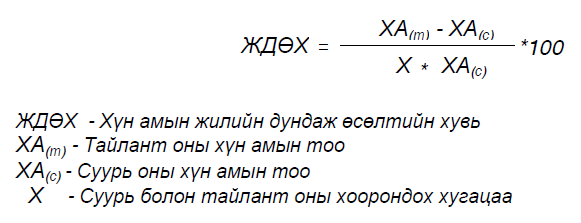 ЖДӨХ = ХА(т) - ХА(с) / Х * ХА(с) *100
ЖДӨХ - Хүн амын жилийн дундаж өсөлтийн хувь
ХА(т) - Тайлант оны хүн амын тоо
ХА(с) - Суурь оны хүн амын тоо
Х - Суурь болон тайлант оны хоорондох хугацаа